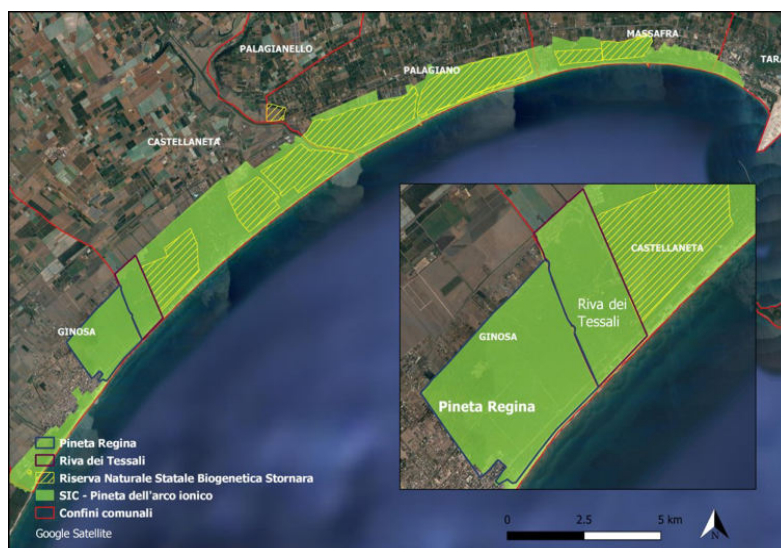 MASSAFRA
PALAGIANELLO
PALAGIANO
TARA
CASTELLANETA
CASTELLANETA
Riva dei
Tessali
GINOSA
GINOSA
Pineta Regina
Pineta Regina
Riva dei Tessali
Riserva Naturale Statale Biogenetica Stornara
SIC - Pineta dell'arco ionico
Confini comunali
Google Satellite
0 2.5 5 km
N